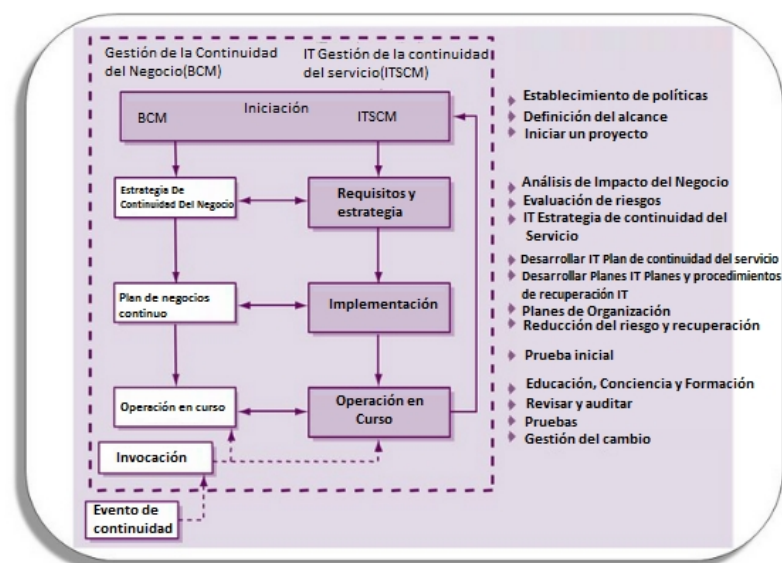 Gestión de la Continuidad
del Negocio(BCM)
IT Gestión de la continuidad
del servicio(ITSCM)
Iniciación
BCM
ITSCM
Estrategia De
Continuidad Del Negocio
Requisitos y
estrategia
Plan de negocios
continuo
Implementación
Operación en curso
Operación en
Curso
Invocación
Evento de
continuidad
Establecimiento de políticas
Definición del alcance
Iniciar un proyecto
Análisis de Impacto del Negocio
Evaluación de riesgos
IT Estrategia de continuidad del
Servicio
Desarrollar IT Plan de continuidad del servicio
Desarrollar Planes IT Planes y procedimientos
de recuperación IT
Planes de Organización
Reducción del riesgo y recuperación
Prueba inicial
Educación, Conciencia y Formación
Revisar y auditar
Pruebas
Gestión del cambio